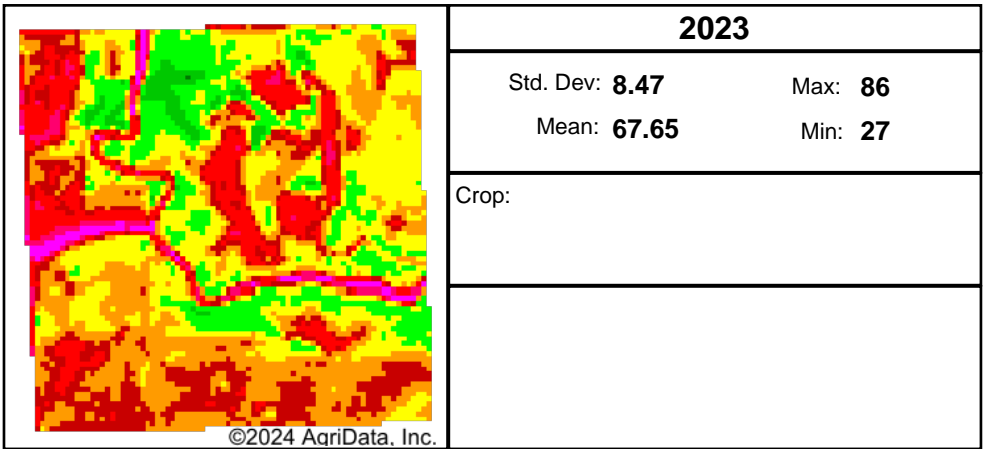 2023
Std. Dev: 8.47 Max: 86
Mean: 67.65 Min: 27
Crop:
©2024 AgriData, Inc.